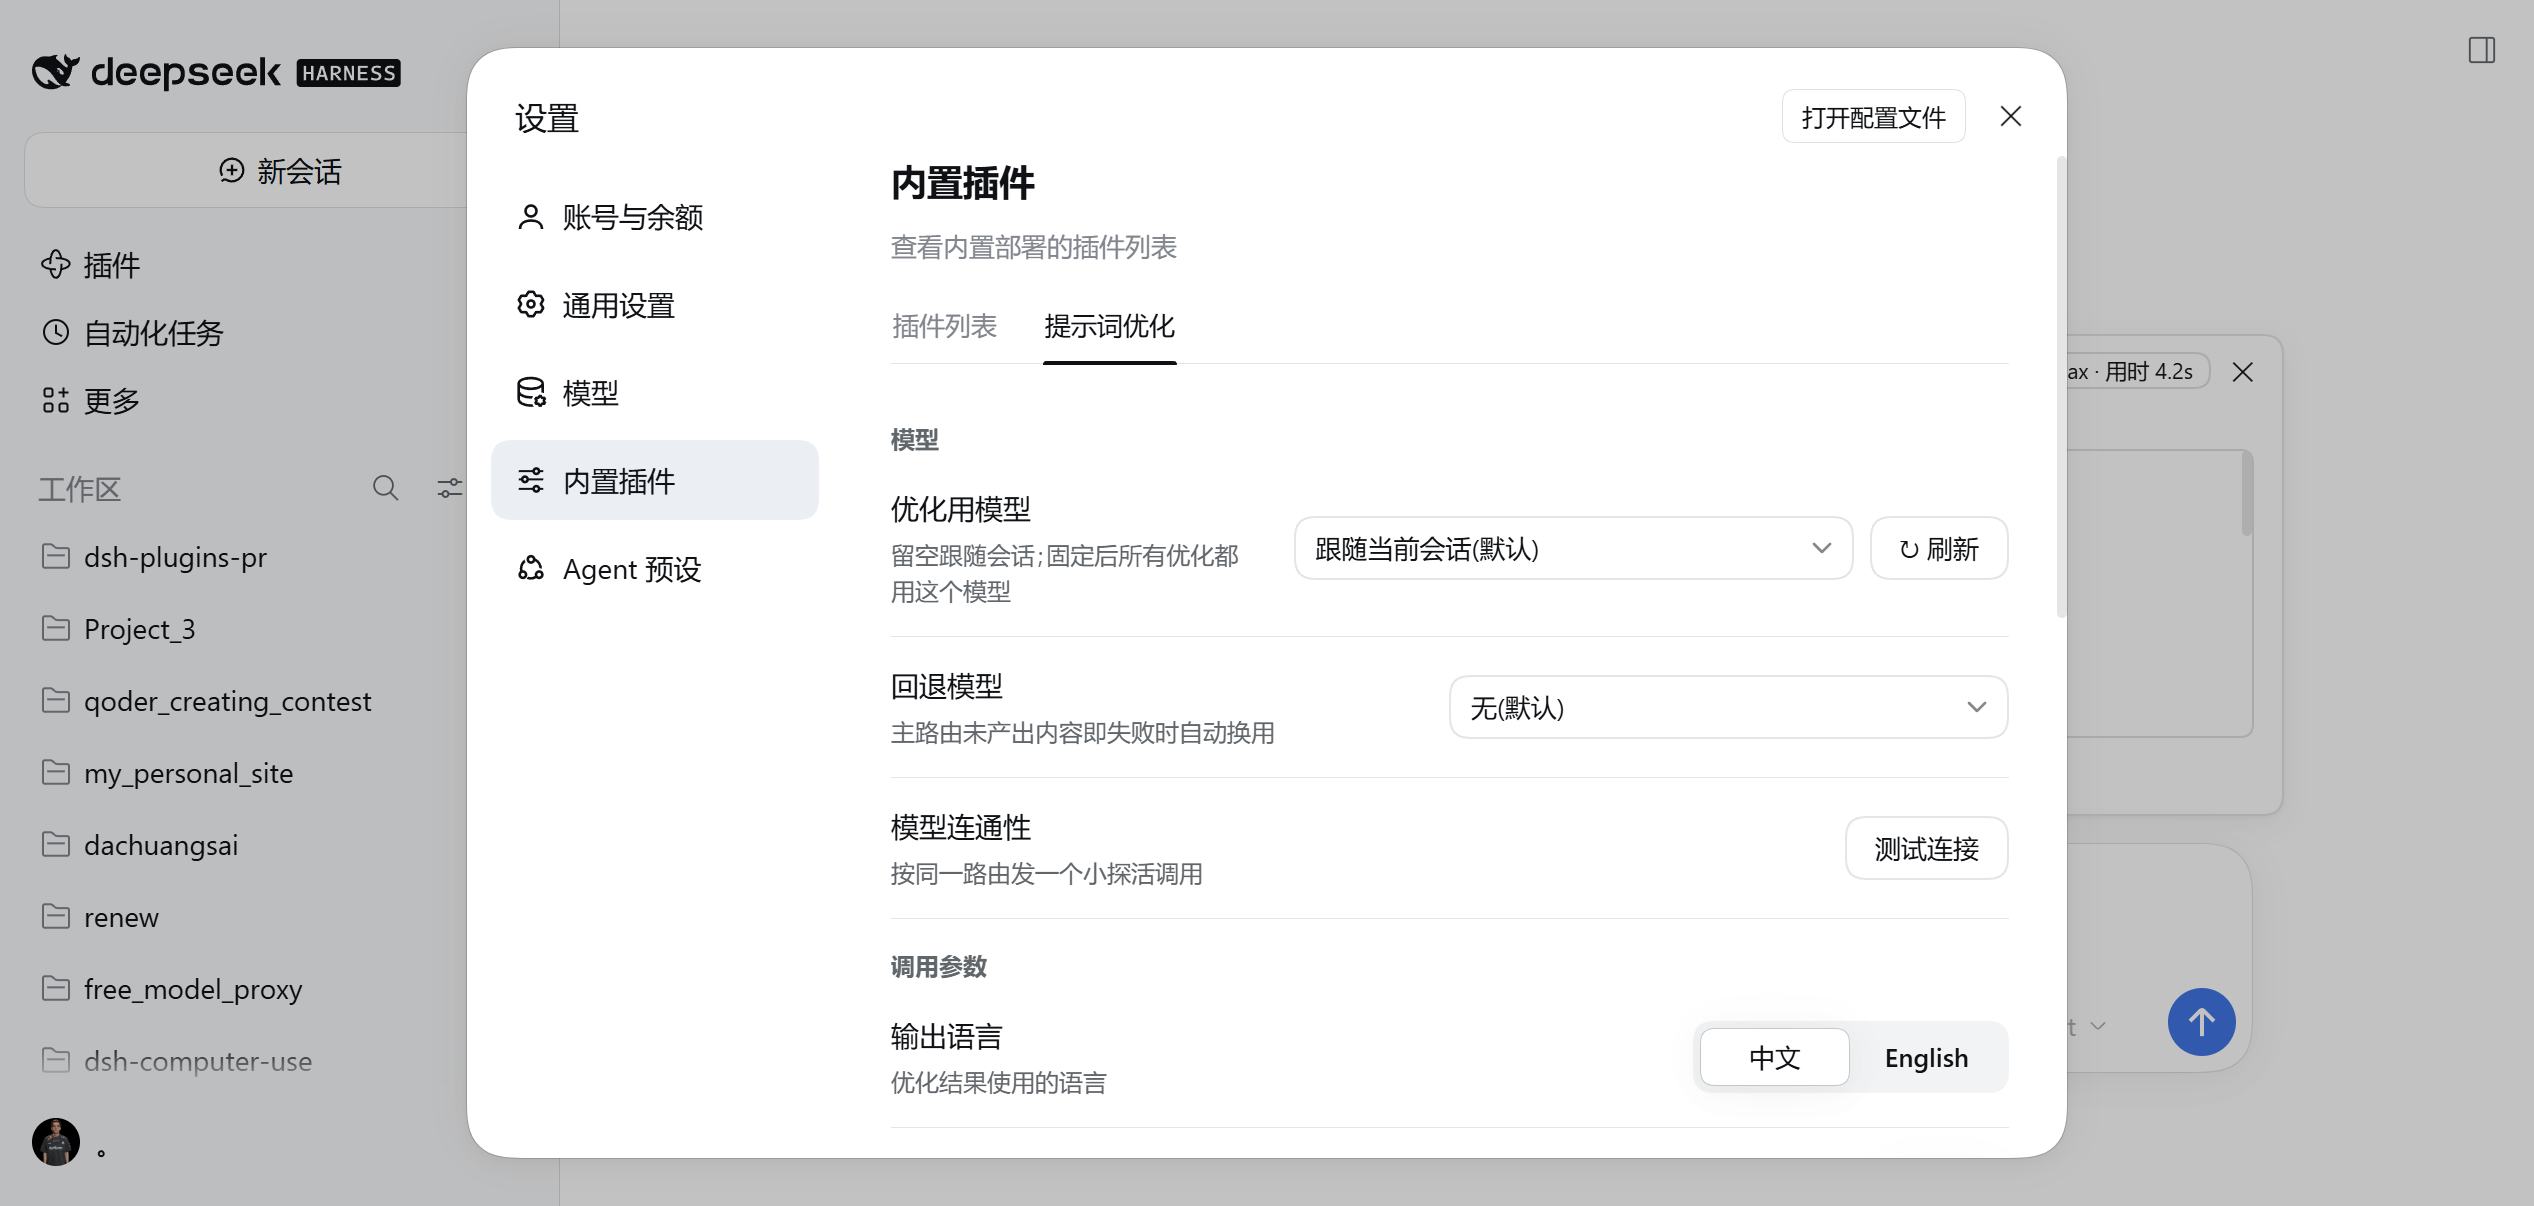 deepseek HARNESS
新会话
插件
自动化任务
更多
工作区
dsh-plugins-pr
Project_3
qoder_creating_contest
my_personal_site
dachuangsai
renew
free_model_proxy
dsh-computer-use
。
设置
打开配置文件
账号与余额
通用设置
模型
内置插件
Agent 预设
内置插件
查看内置部署的插件列表
插件列表 提示词优化
模型
优化用模型
留空跟随会话;固定后所有优化都
用这个模型
跟随当前会话(默认)
刷新
回退模型
主路由未产出内容即失败时自动换用
无(默认)
模型连通性
按同一路由发一个小探活调用
测试连接
调用参数
输出语言
优化结果使用的语言
中文 English
ax · 用时 4.2s
t